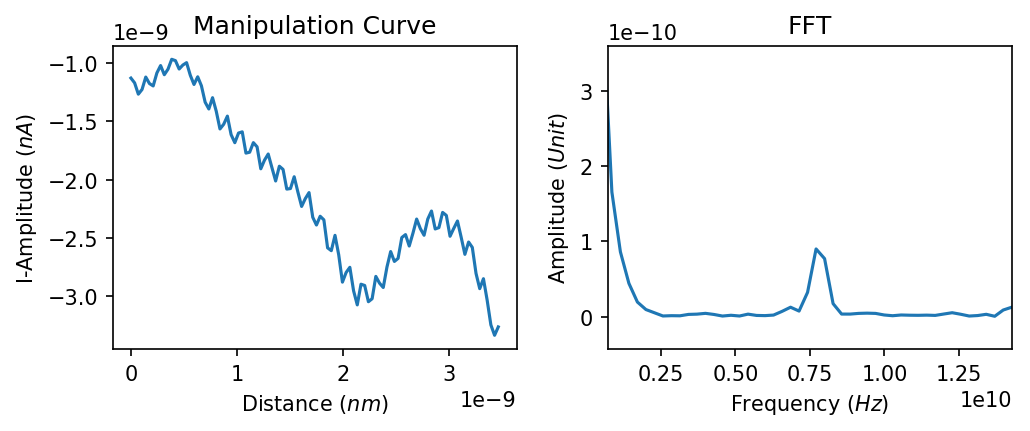 Manipulation Curve
1e−9
−1.0
−1.5
−2.0
−2.5
−3.0
I-Amplitude (nA)
0 1 2 3
Distance (nm)
1e−9
FFT
1e−10
3
2
1
0
Amplitude (Unit)
0.25 0.50 0.75 1.00 1.25
Frequency (Hz)
1e10